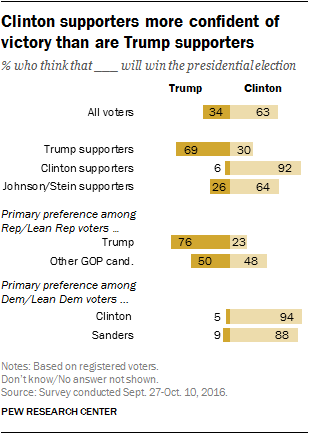 Clinton supporters more confident of
victory than are Trump supporters
% who think that ___ will win the presidential election
Trump Clinton
All voters 34 63
Trump supporters 69 30
Clinton supporters 6 92
Johnson/Stein supporters 26 64
Primary preference among
Rep/Lean Rep voters ...
Trump 76 23
Other GOP cand. 50 48
Primary preference among
Dem/Lean Dem voters ...
Clinton 5 94
Sanders 9 88
Notes: Based on registered voters.
Don't know/No answer not shown.
Source: Survey conducted Sept. 27-Oct. 10, 2016.
PEW RESEARCH CENTER